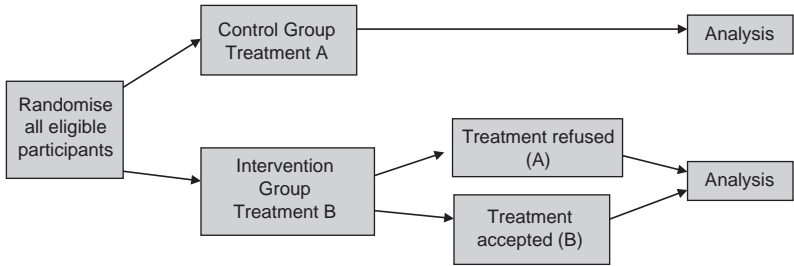 Randomise
all eligible
participants
Control Group
Treatment A
Analysis
Intervention
Group
Treatment B
Treatment refused
(A)
Treatment
accepted (B)
Analysis